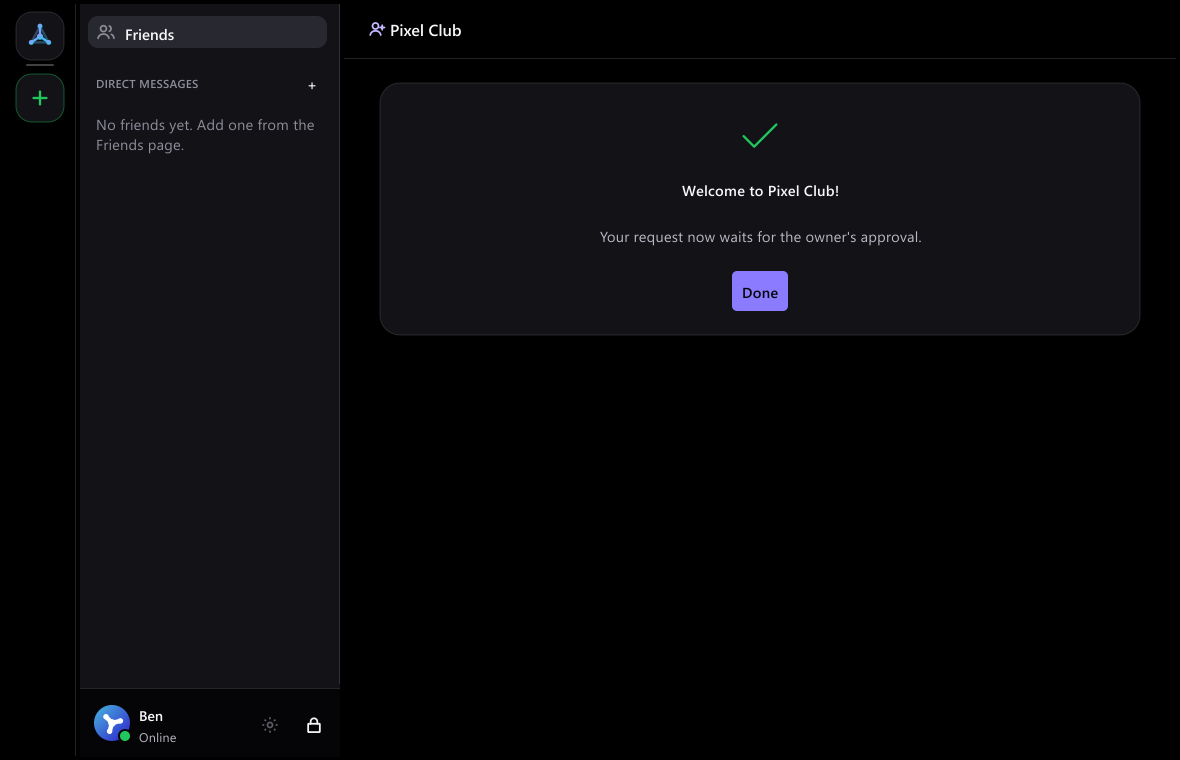 Friends
DIRECT MESSAGES
+
No friends yet. Add one from the
Friends page.
Ben
Online
Pixel Club
Welcome to Pixel Club!
Your request now waits for the owner's approval.
Done